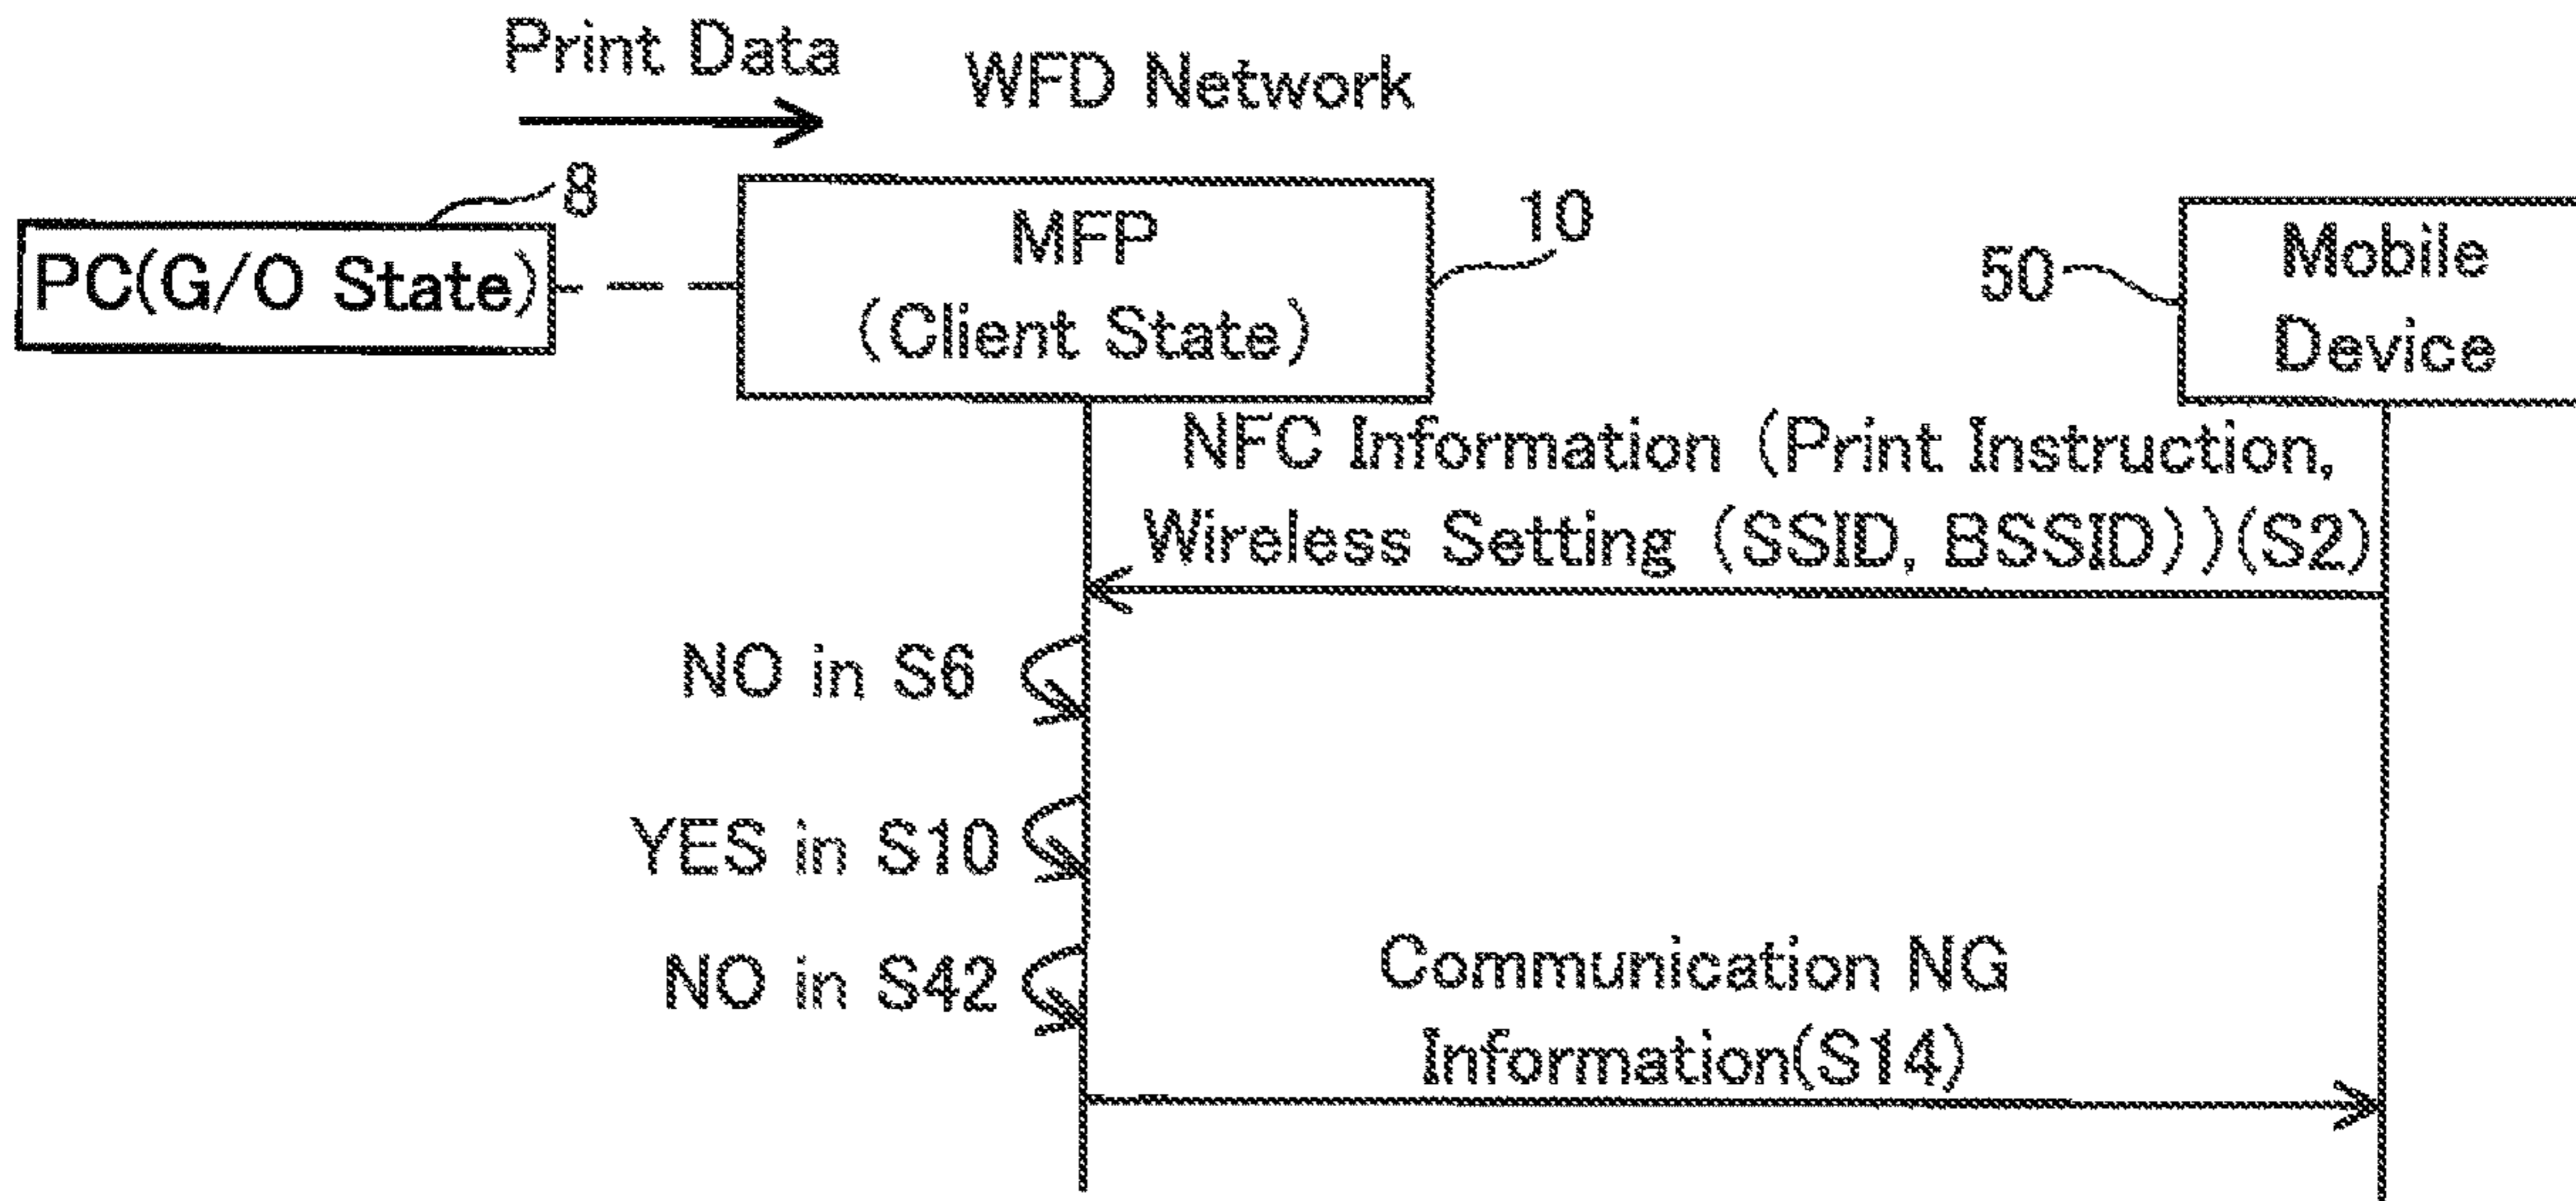 Print Data
WFD Network
8
PC(G/O State)
MFP
(Client State)
10
50
Mobile
Device
NFC Information (Print Instruction,
Wireless Setting (SSID, BSSID))(S2)
NO in S6
YES in S10
NO in S42
Communication NG
Information(S14)